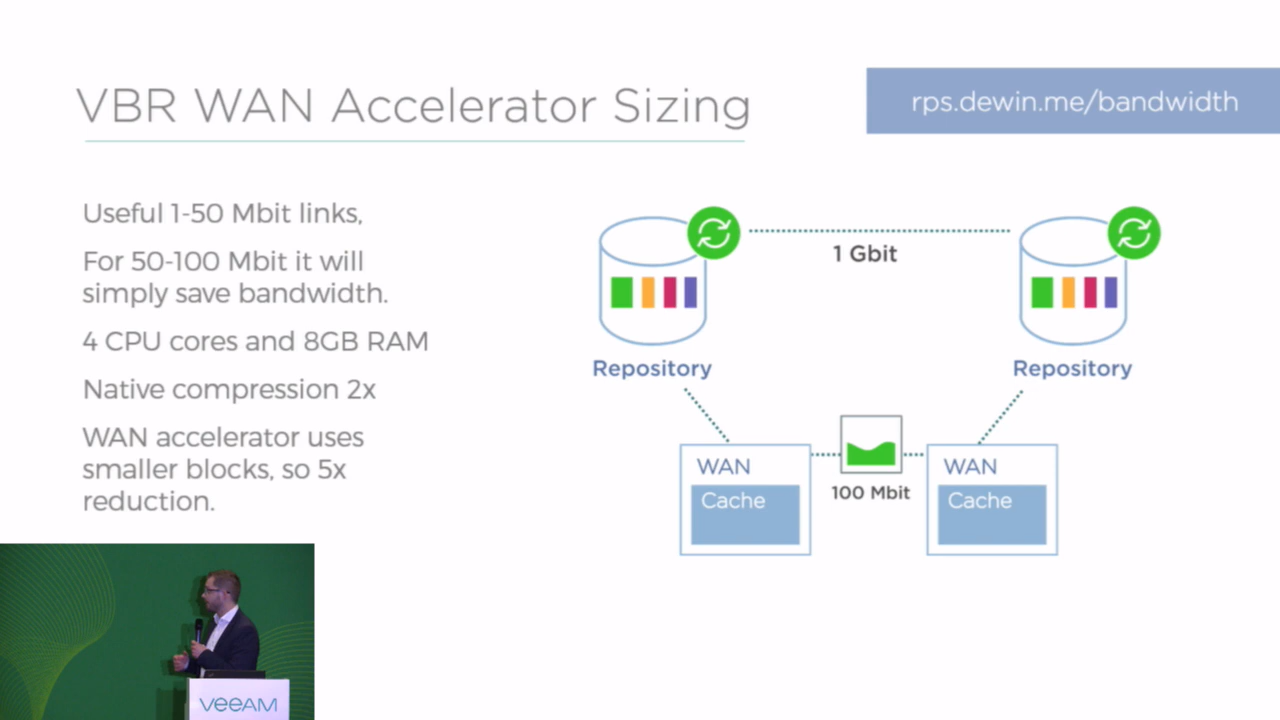 VBR WAN Accelerator Sizing
rps.dewin.me/bandwidth
Useful 1-50 Mbit links,
For 50-100 Mbit it will
simply save bandwidth.
4 CPU cores and 8GB RAM
Native compression 2x
WAN accelerator uses
smaller blocks, so 5x
reduction.
1 Gbit
Repository
Repository
WAN
Cache
100 Mbit
WAN
Cache
veeAM